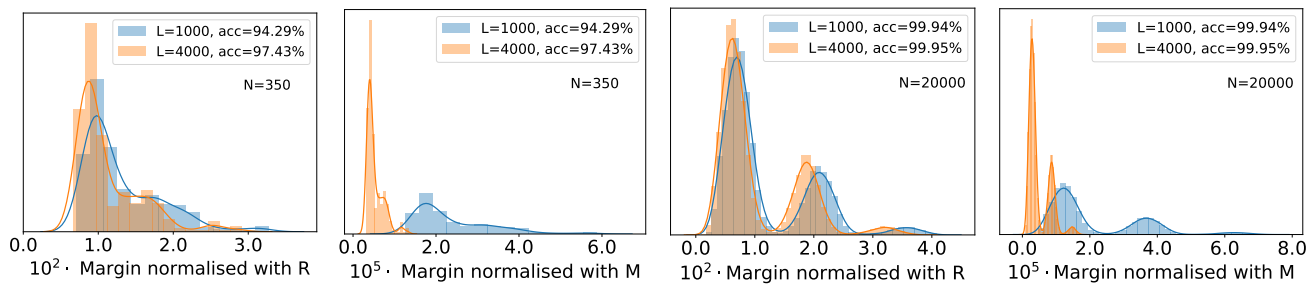 L=1000, acc=94.29%
L=4000, acc=97.43%
N=350
0.0 1.0 2.0 3.0
10²· Margin normalised with R
L=1000, acc=94.29%
L=4000, acc=97.43%
N=350
0.0 2.0 4.0 6.0
10⁵· Margin normalised with M
L=1000, acc=99.94%
L=4000, acc=99.95%
N=20000
0.0 1.0 2.0 3.0 4.0
10²· Margin normalised with R
L=1000, acc=99.94%
L=4000, acc=99.95%
N=20000
0.0 2.0 4.0 6.0 8.0
10⁵· Margin normalised with M